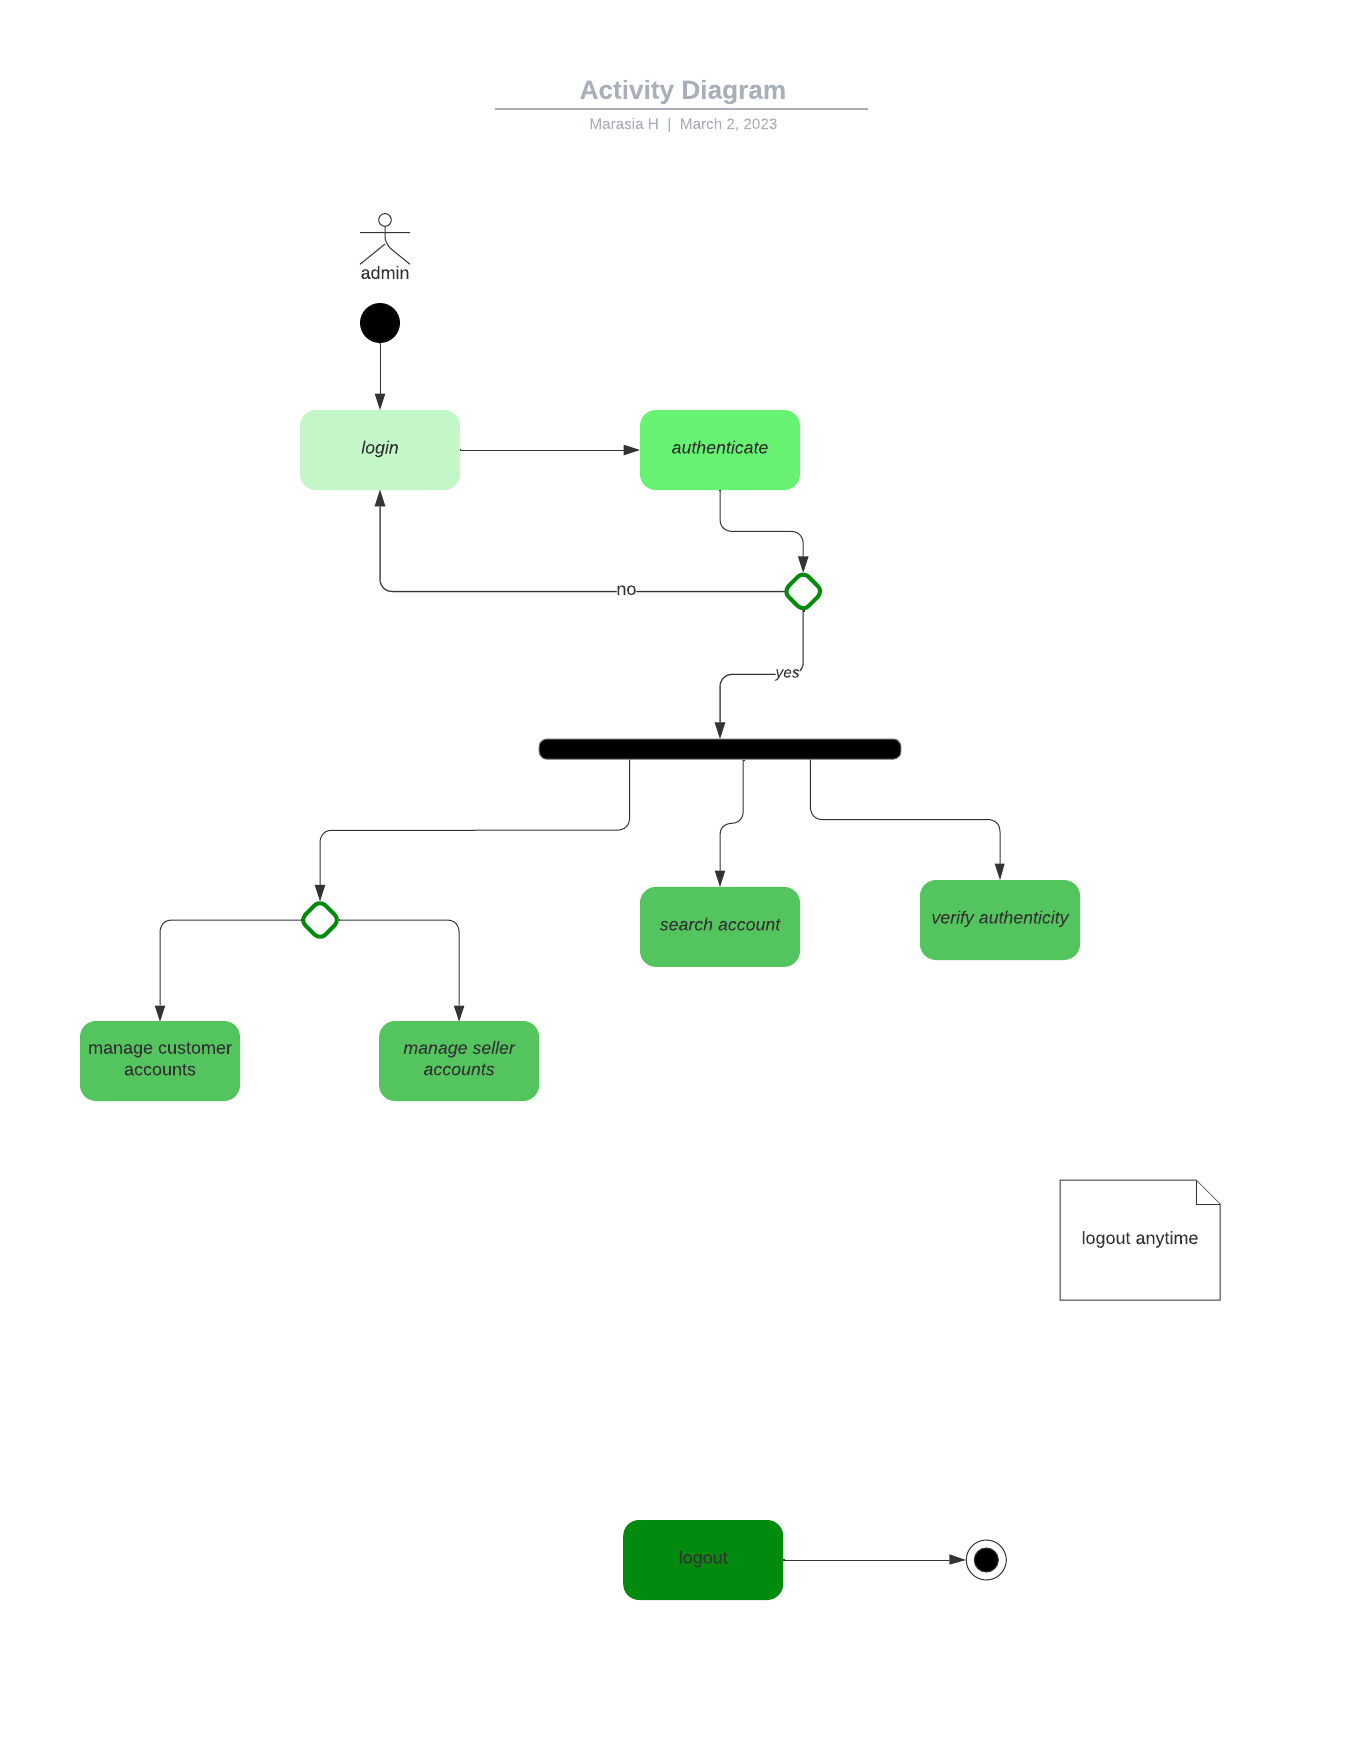 Activity Diagram
Marasia H | March 2, 2023
admin
login
authenticate
no
yes
search account
verify authenticity
manage customer
accounts
manage seller
accounts
logout anytime
logout